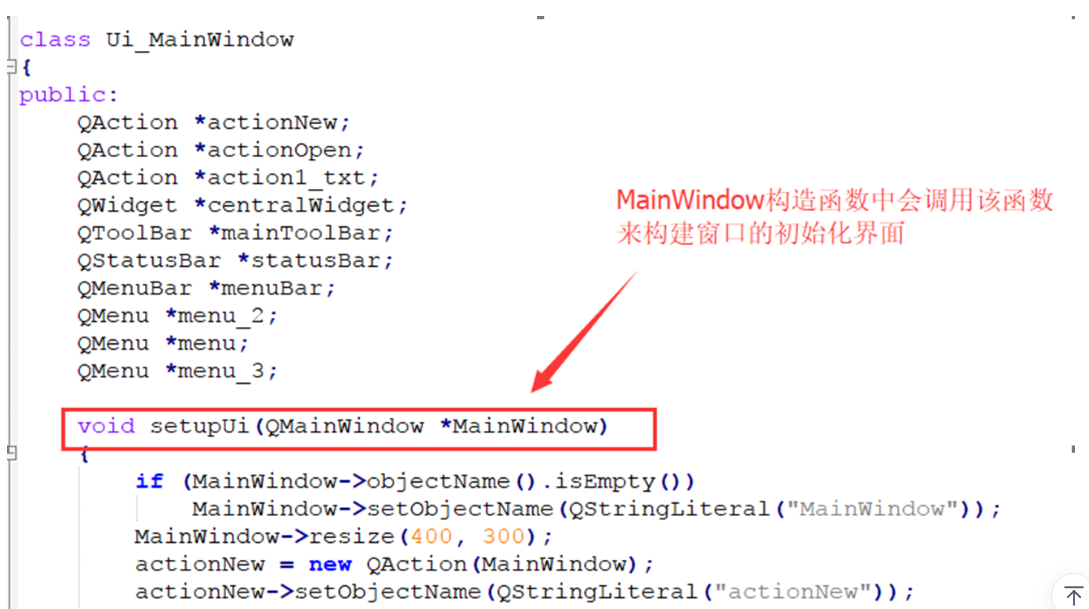 class Ui_MainWindow
{
public:
QAction *actionNew;
QAction *actionOpen;
QAction *action1_txt;
QWidget *centralWidget;
QToolBar *mainToolBar;
QStatusBar *statusBar;
QMenuBar *menuBar;
QMenu *menu_2;
QMenu *menu;
QMenu *menu_3;
MainWindow构造函数中会调用该函数
来构建窗口的初始化界面
void setupUi(QMainWindow *MainWindow)
{
if (MainWindow->objectName().isEmpty())
MainWindow->setObjectName(QStringLiteral("MainWindow"));
MainWindow->resize(400, 300);
actionNew = new QAction(MainWindow);
actionNew->setObjectName(QStringLiteral("actionNew"));